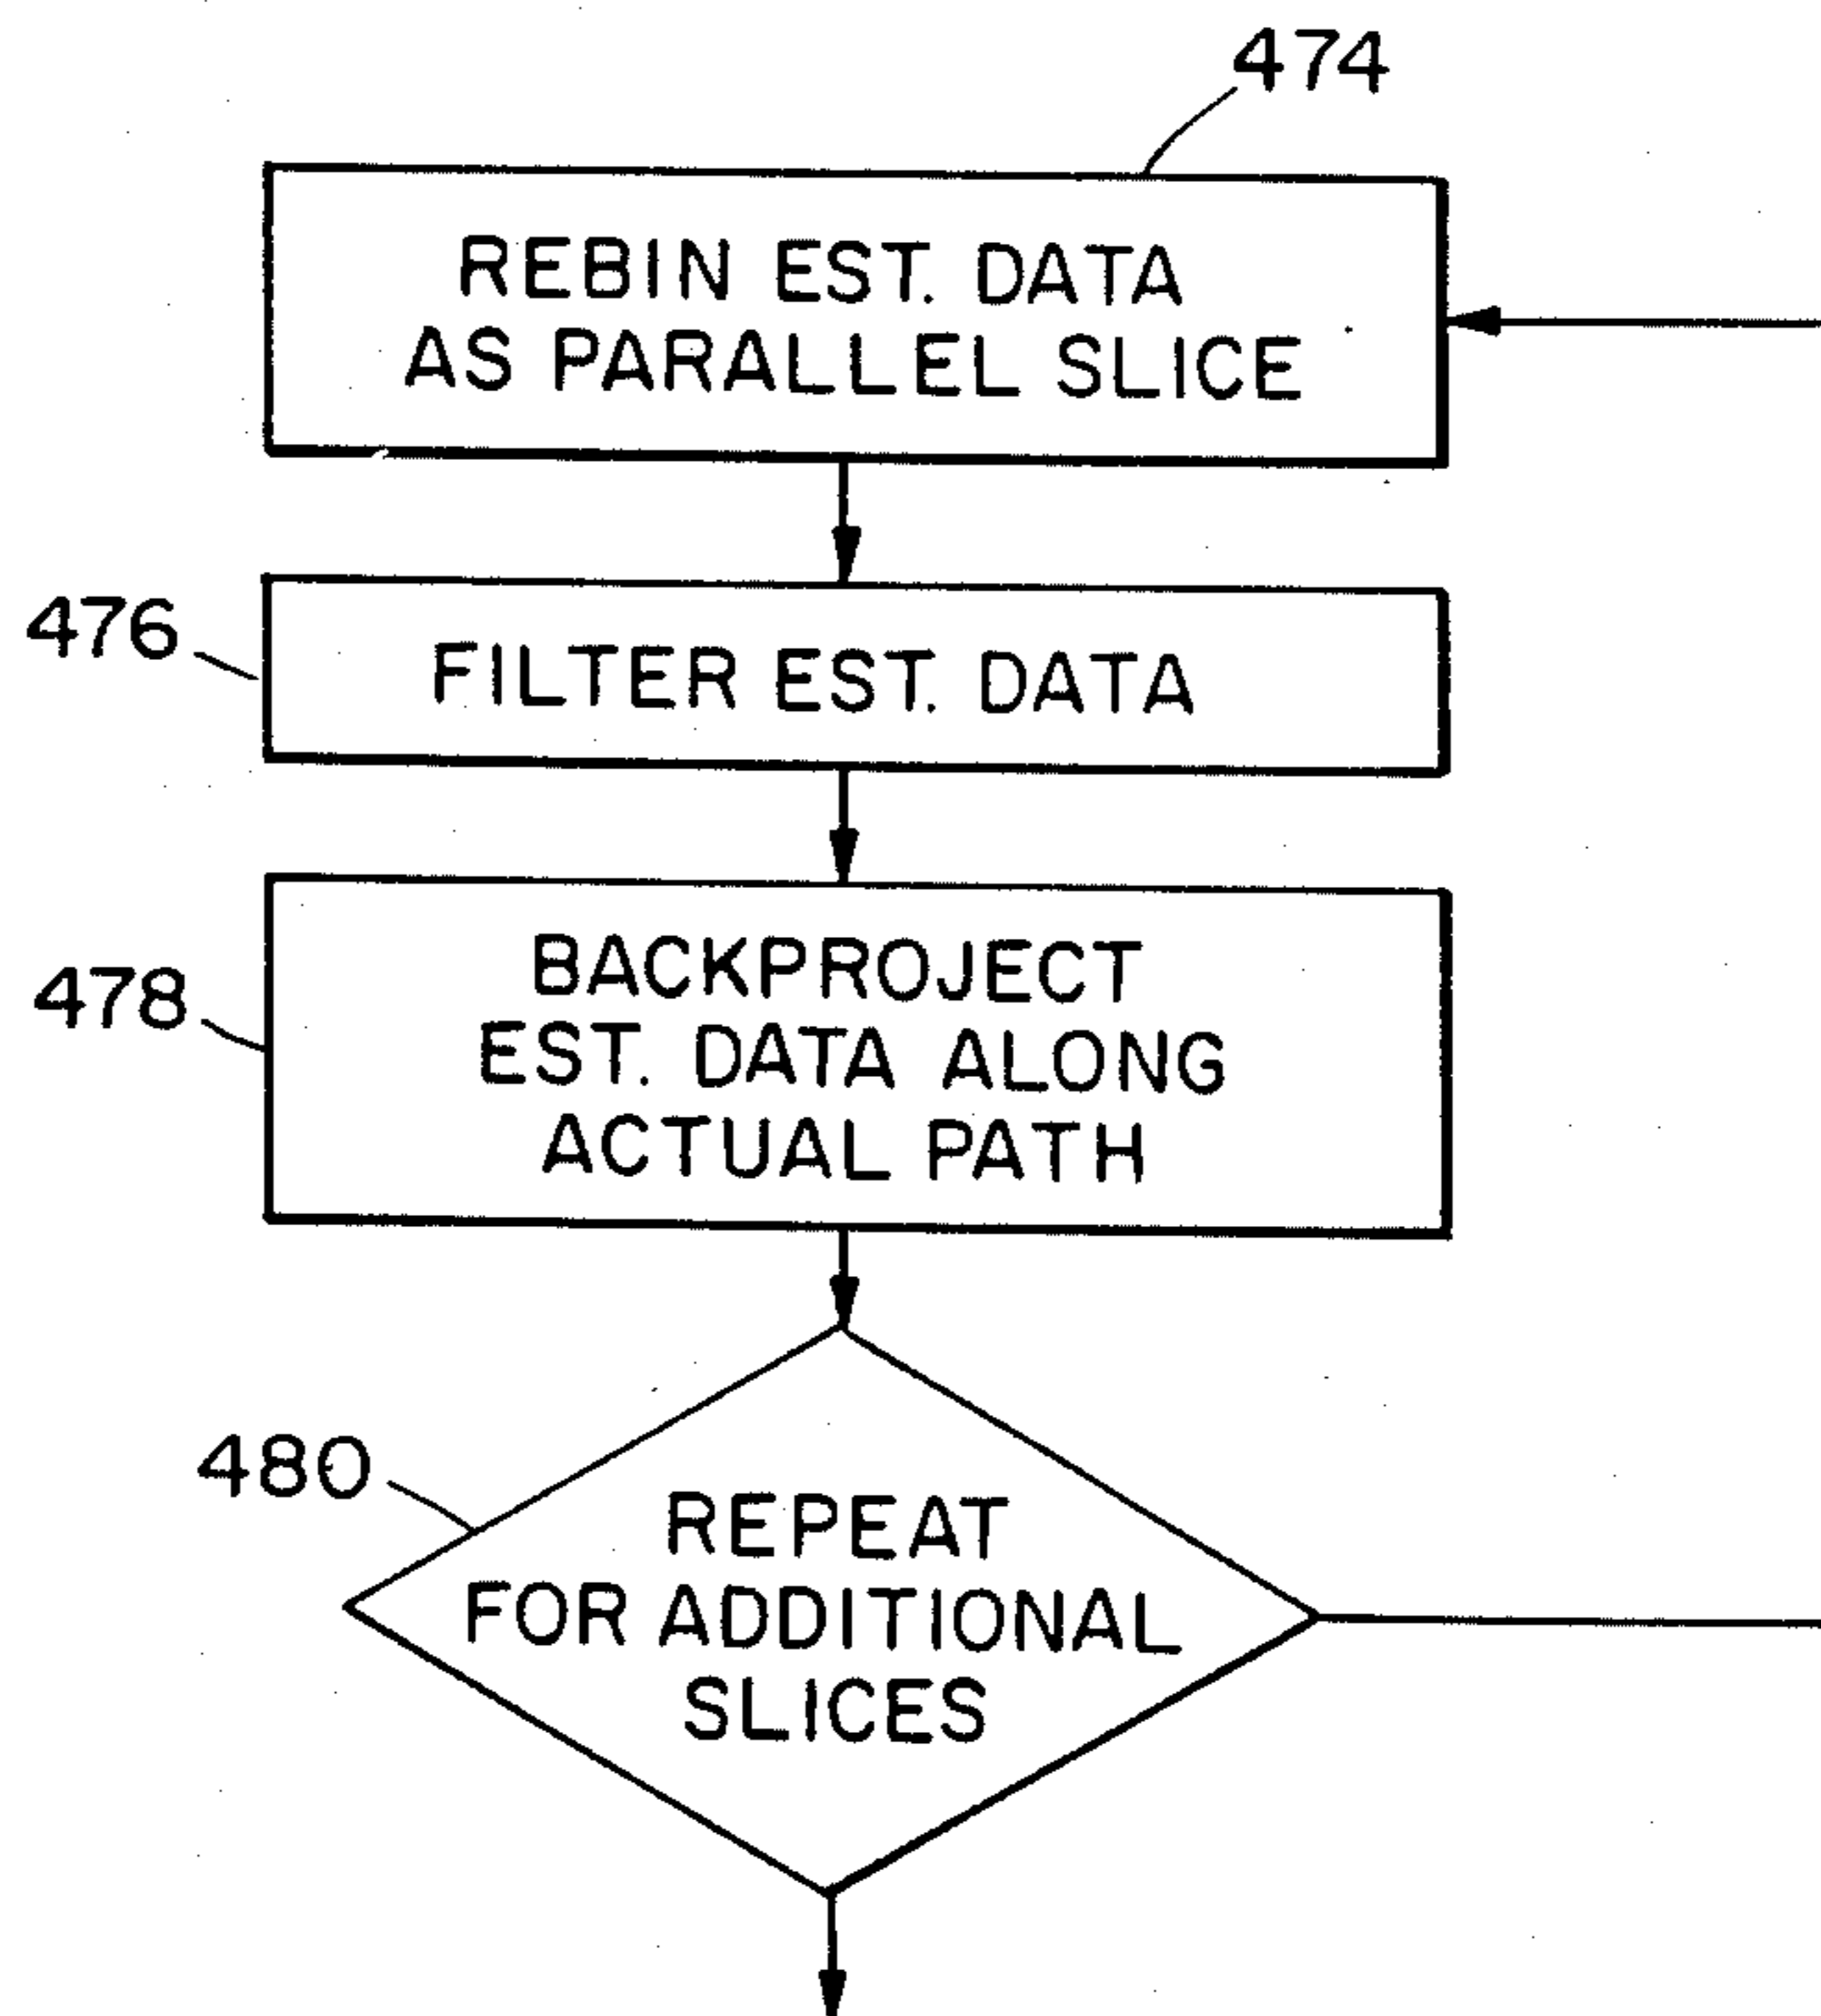 474
REBIN EST. DATA
AS PARALLEL SLICE
476
FILTER EST. DATA
478
BACKPROJECT
EST. DATA ALONG
ACTUAL PATH
480
REPEAT
FOR ADDITIONAL
SLICES